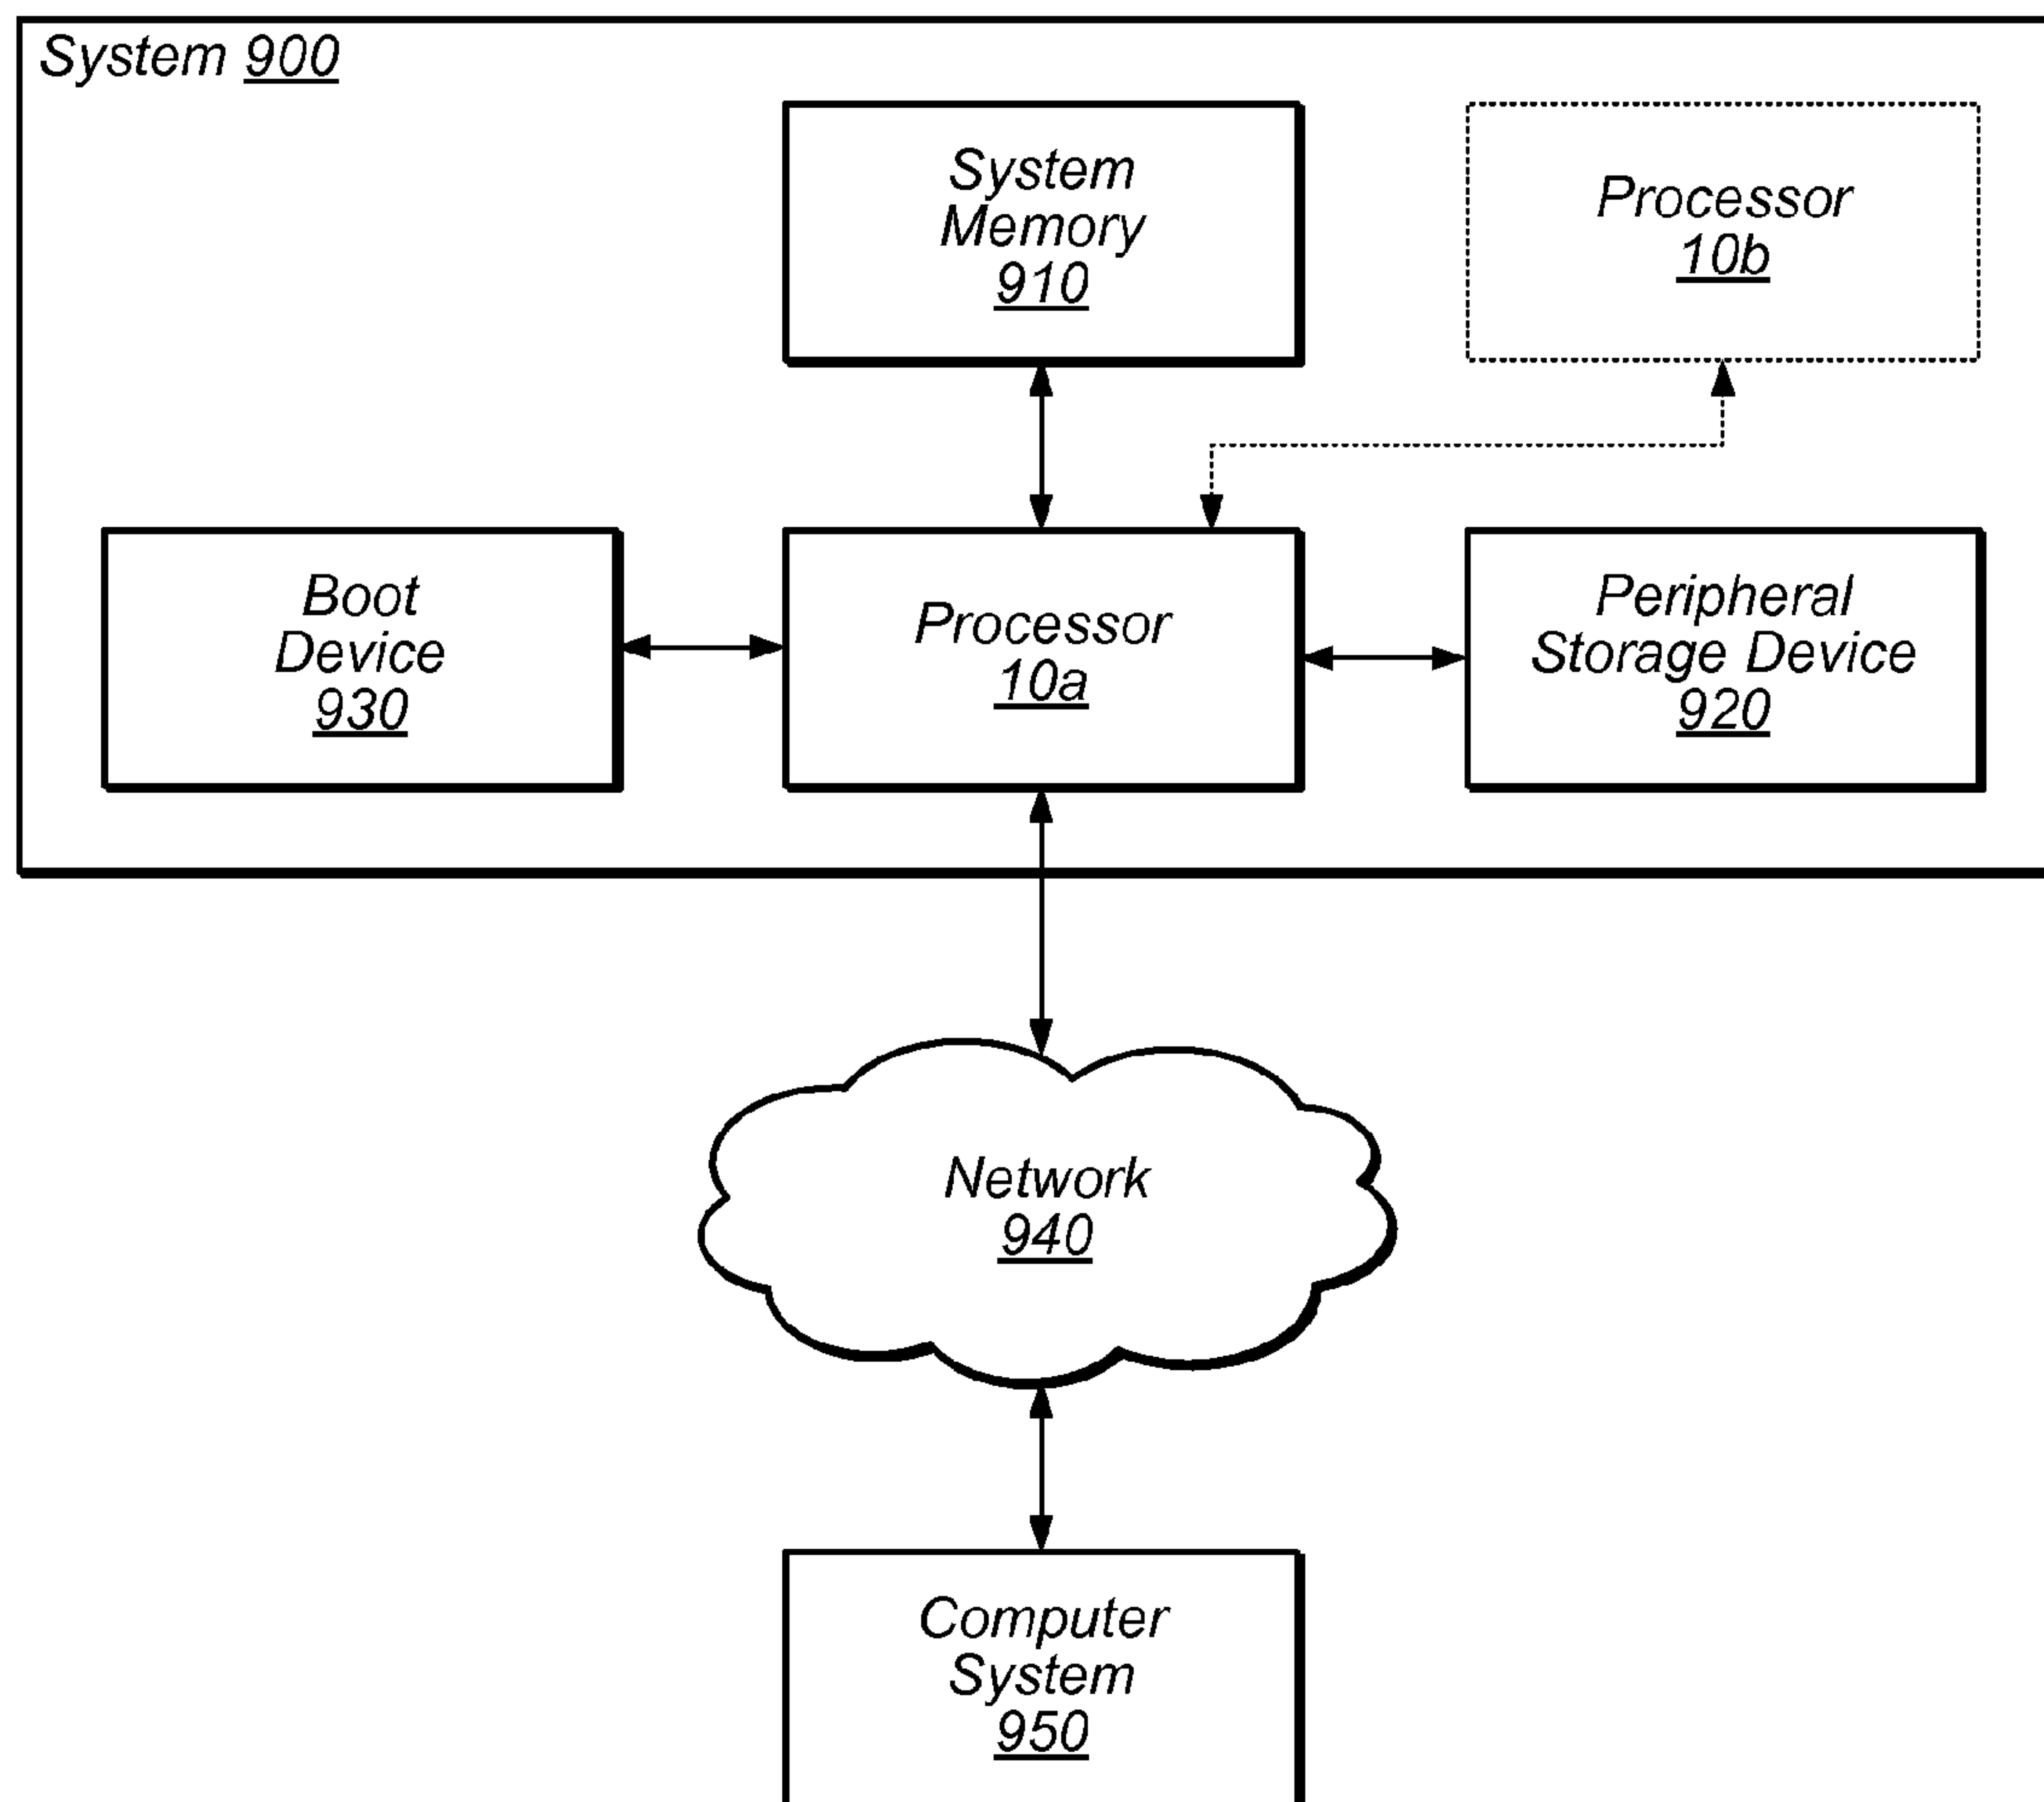 System 900
System
Memory
910
Processor
10b
Boot
Device
930
Processor
10a
Peripheral
Storage Device
920
Network
940
Computer
System
950